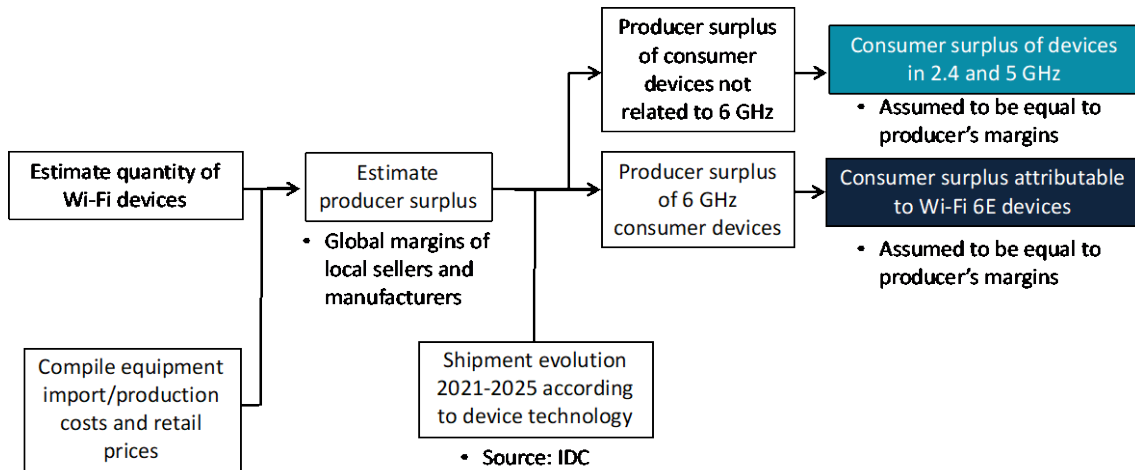 Producer surplus
of consumer
devices not
related to 6 GHz
Consumer surplus of devices
in 2.4 and 5 GHz
• Assumed to be equal to
producer's margins
Estimate quantity of
Wi-Fi devices
Estimate
producer surplus
• Global margins of
local sellers and
manufacturers
Producer surplus
of 6 GHz
consumer devices
Consumer surplus attributable
to Wi-Fi 6E devices
• Assumed to be equal to
producer's margins
Compile equipment
import/production
costs and retail
prices
Shipment evolution
2021-2025 according
to device technology
• Source: IDC